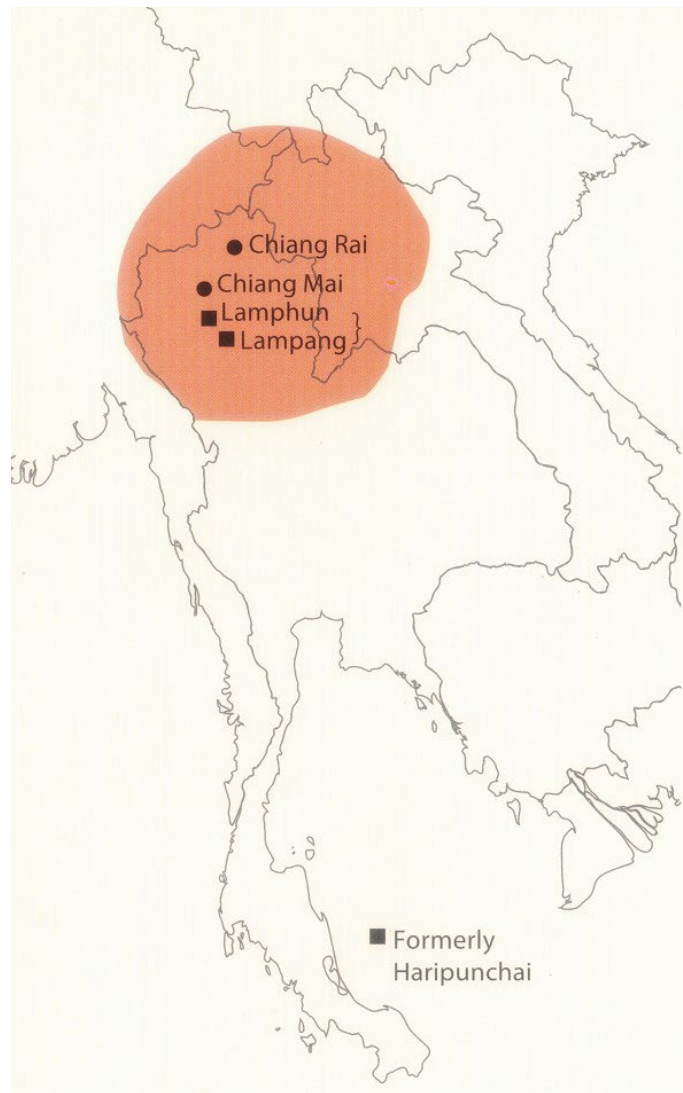 Chiang Rai
Chiang Mai
Lamphun
Lampang
Formerly
Haripunchai